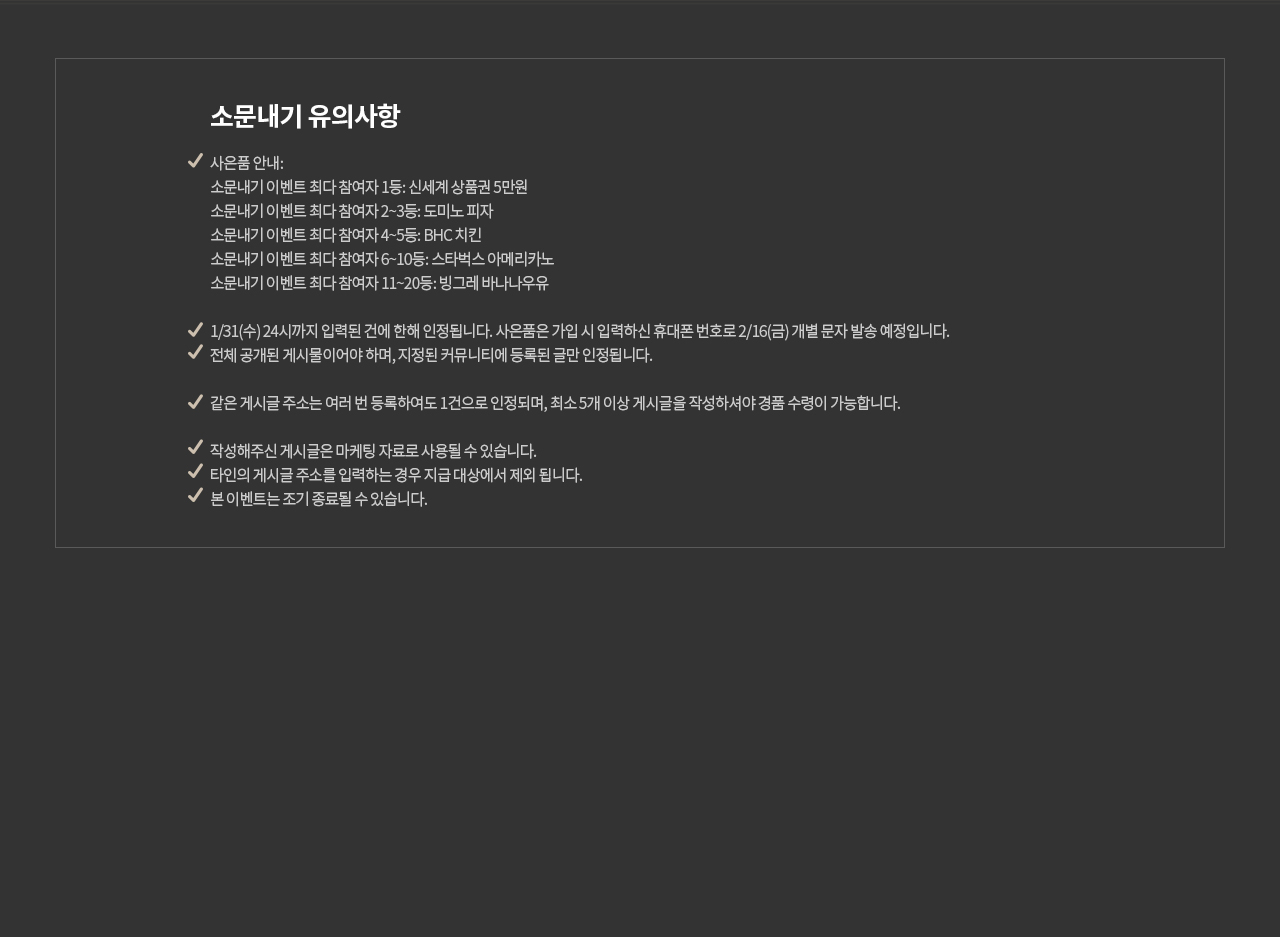 소문내기 유의사항
사은품 안내:
소문내기 이벤트 최다 참여자 1등: 신세계 상품권 5만원
소문내기 이벤트 최다 참여자 2~3등: 도미노 피자
소문내기 이벤트 최다 참여자 4~5등: BHC 치킨
소문내기 이벤트 최다 참여자 6~10등: 스타벅스 아메리카노
소문내기 이벤트 최다 참여자 11~20등: 빙그레 바나나우유
1/31(수) 24시까지 입력된 건에 한해 인정됩니다. 사은품은 가입 시 입력하신 휴대폰 번호로 2/16(금) 개별 문자 발송 예정입니다.
전체 공개된 게시물이어야 하며, 지정된 커뮤니티에 등록된 글만 인정됩니다.
같은 게시글 주소는 여러 번 등록하여도 1건으로 인정되며, 최소 5개 이상 게시글을 작성하셔야 경품 수령이 가능합니다.
작성해주신 게시글은 마케팅 자료로 사용될 수 있습니다.
타인의 게시글 주소를 입력하는 경우 지급 대상에서 제외 됩니다.
본 이벤트는 조기 종료될 수 있습니다.